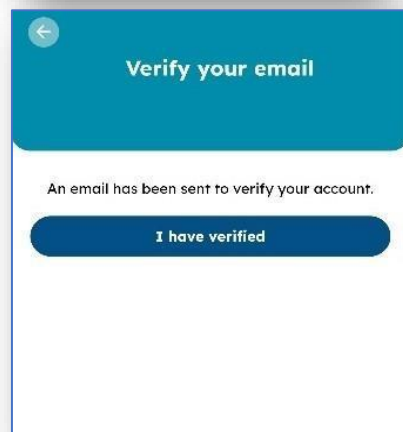 Verify your email
An email has been sent to verify your account.
I have verified